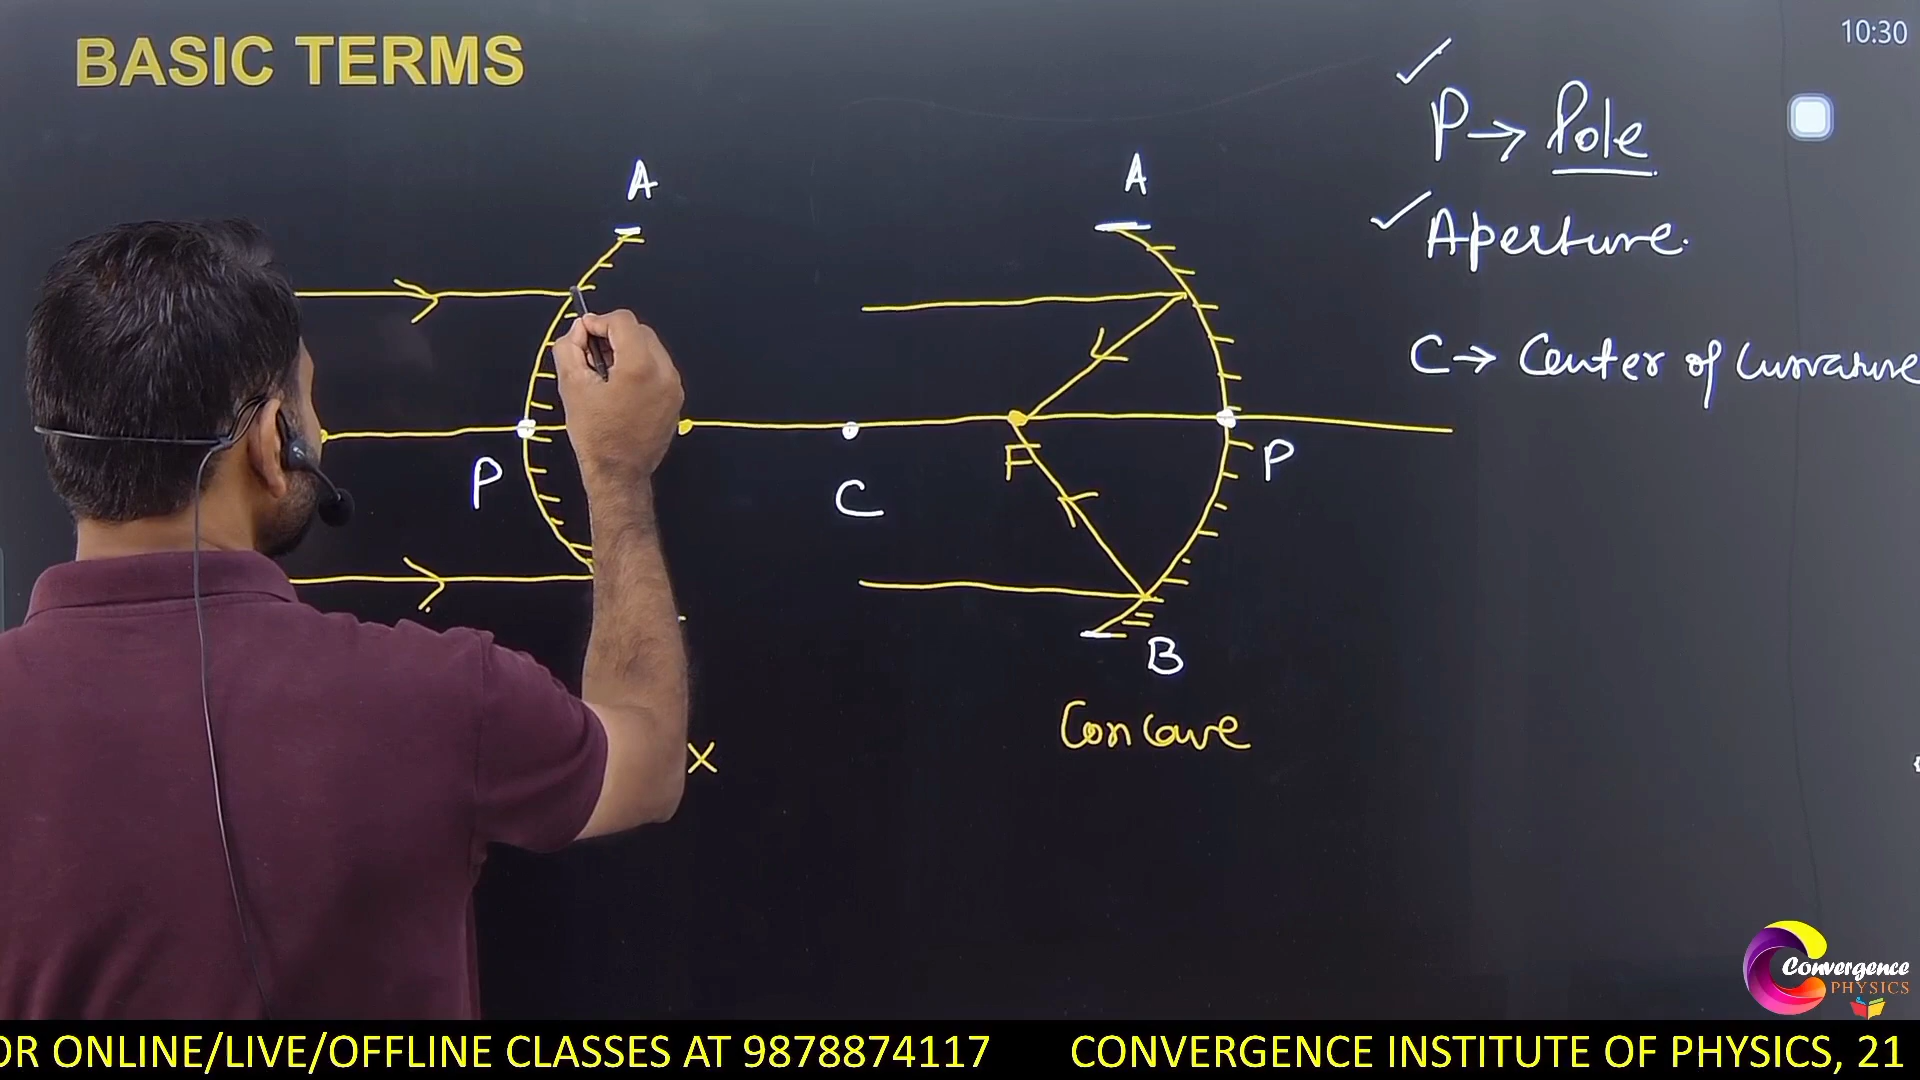 BASIC TERMS
10:30
P → Pole
Aperture.
C → Center of Curvature
A
A
P
C
F
P
B
x
Concave
Convergence
PHYSICS
OR ONLINE/LIVE/OFFLINE CLASSES AT 9878874117 CONVERGENCE INSTITUTE OF PHYSICS, 21